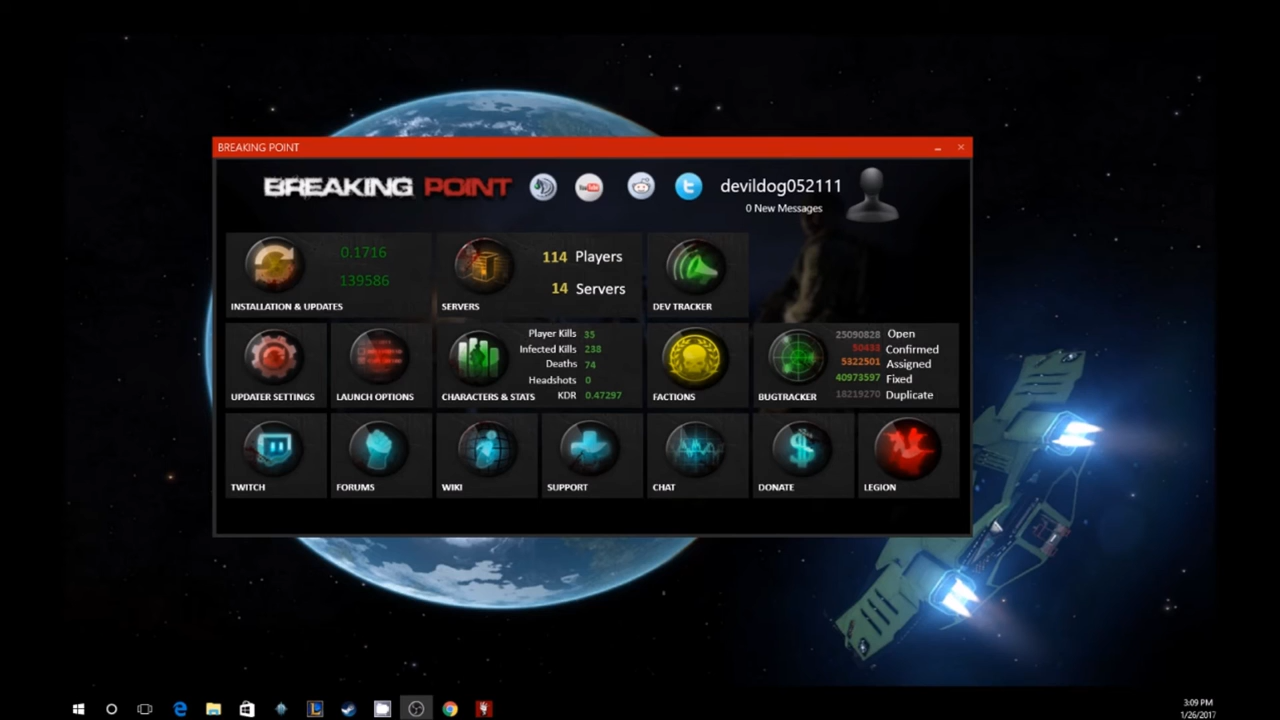 BREAKING POINT
BREAKING POINT
You Tube
devildog052111
0 New Messages
0.1716
139586
INSTALLATION & UPDATES
114 Players
14 Servers
SERVERS
DEV TRACKER
UPDATER SETTINGS
LAUNCH OPTIONS
Player Kills 35
Infected Kills 238
Deaths 74
Headshots 0
KDR 0.47297
CHARACTERS & STATS
FACTIONS
25090828 Open
50433 Confirmed
5322501 Assigned
40973597 Fixed
18219270 Duplicate
BUGTRACKER
TWITCH
FORUMS
WIKI
SUPPORT
CHAT
DONATE
LEGION
3:09 PM
1/26/2017